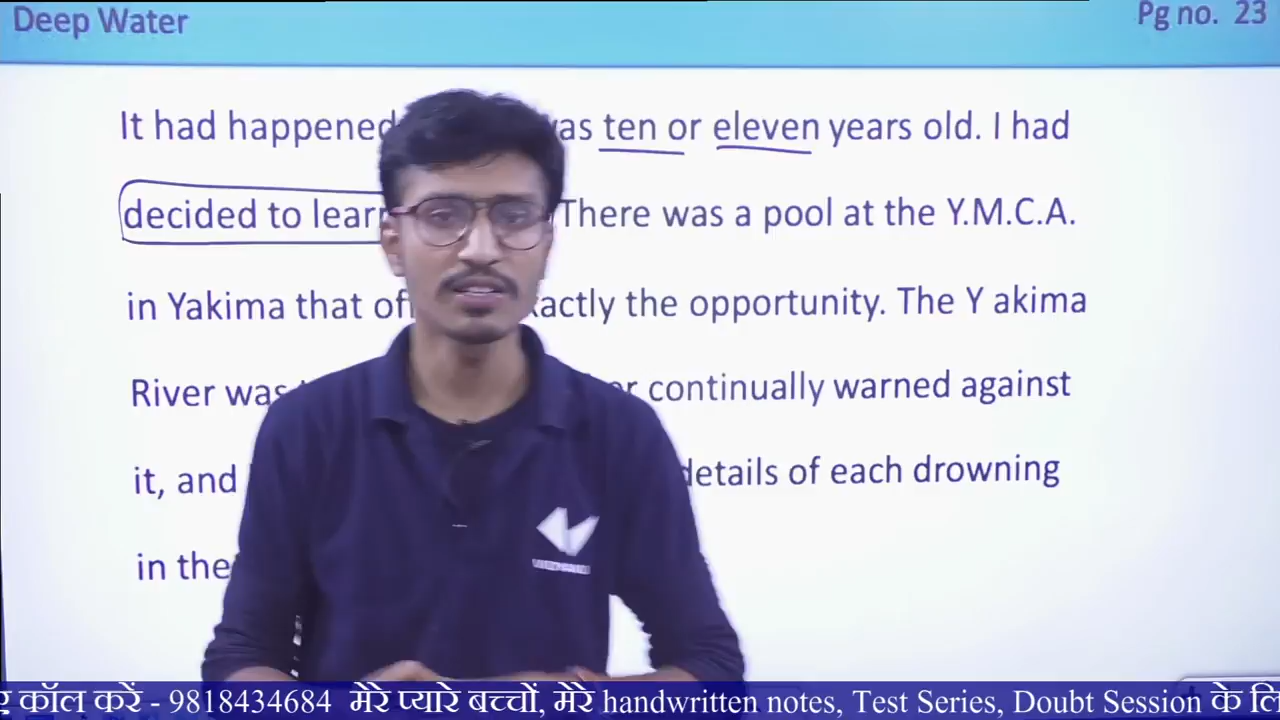 Deep Water
Pg no. 23
It had happened as ten or eleven years old. I had
decided to lear There was a pool at the Y.M.C.A.
in Yakima that of xactly the opportunity. The Y akima
River was continually warned against
it, and details of each drowning
in the
कॉल करें - 9818434684 मेरे प्यारे बच्चों, मेरे handwritten notes, Test Series, Doubt Session के लि